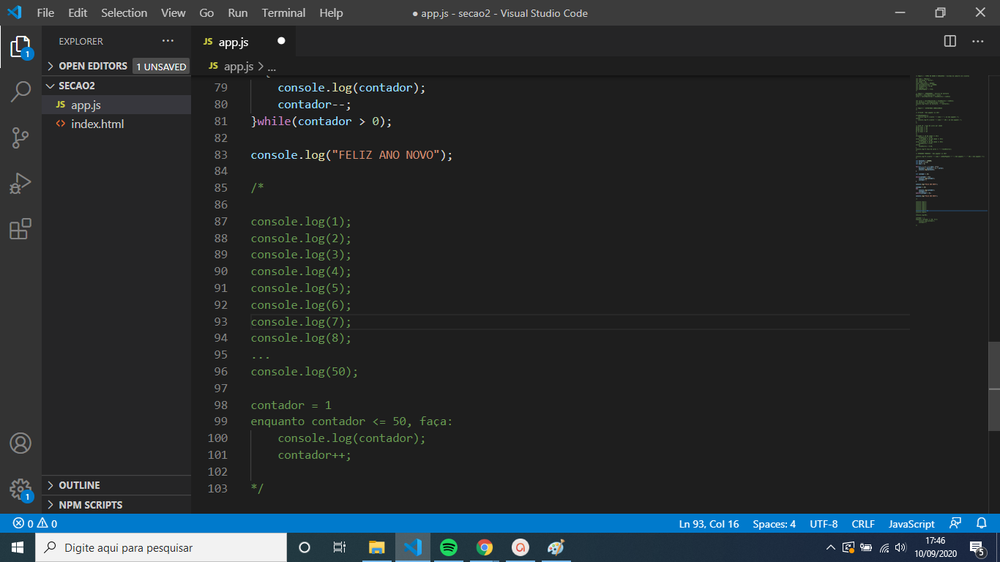 File Edit Selection View Go Run Terminal Help ● app.js - secao2 - Visual Studio Code
EXPLORER ...
JS app.js ●
OPEN EDITORS 1 UNSAVED
JS app.js > ...
SECAO2
JS app.js
<> index.html
79 console.log(contador);
80 contador--;
81 }while(contador > 0);
82
83 console.log("FELIZ ANO NOVO");
84
85 /*
86
87 console.log(1);
88 console.log(2);
89 console.log(3);
90 console.log(4);
91 console.log(5);
92 console.log(6);
93 console.log(7);
94 console.log(8);
95 ...
96 console.log(50);
97
98 contador = 1
99 enquanto contador <= 50, faça:
100 console.log(contador);
101 contador++;
102
103 */
1
1
OUTLINE
NPM SCRIPTS
0 0 Ln 93, Col 16 Spaces: 4 UTF-8 CRLF JavaScript
Digite aqui para pesquisar
17:46
10/09/2020
5